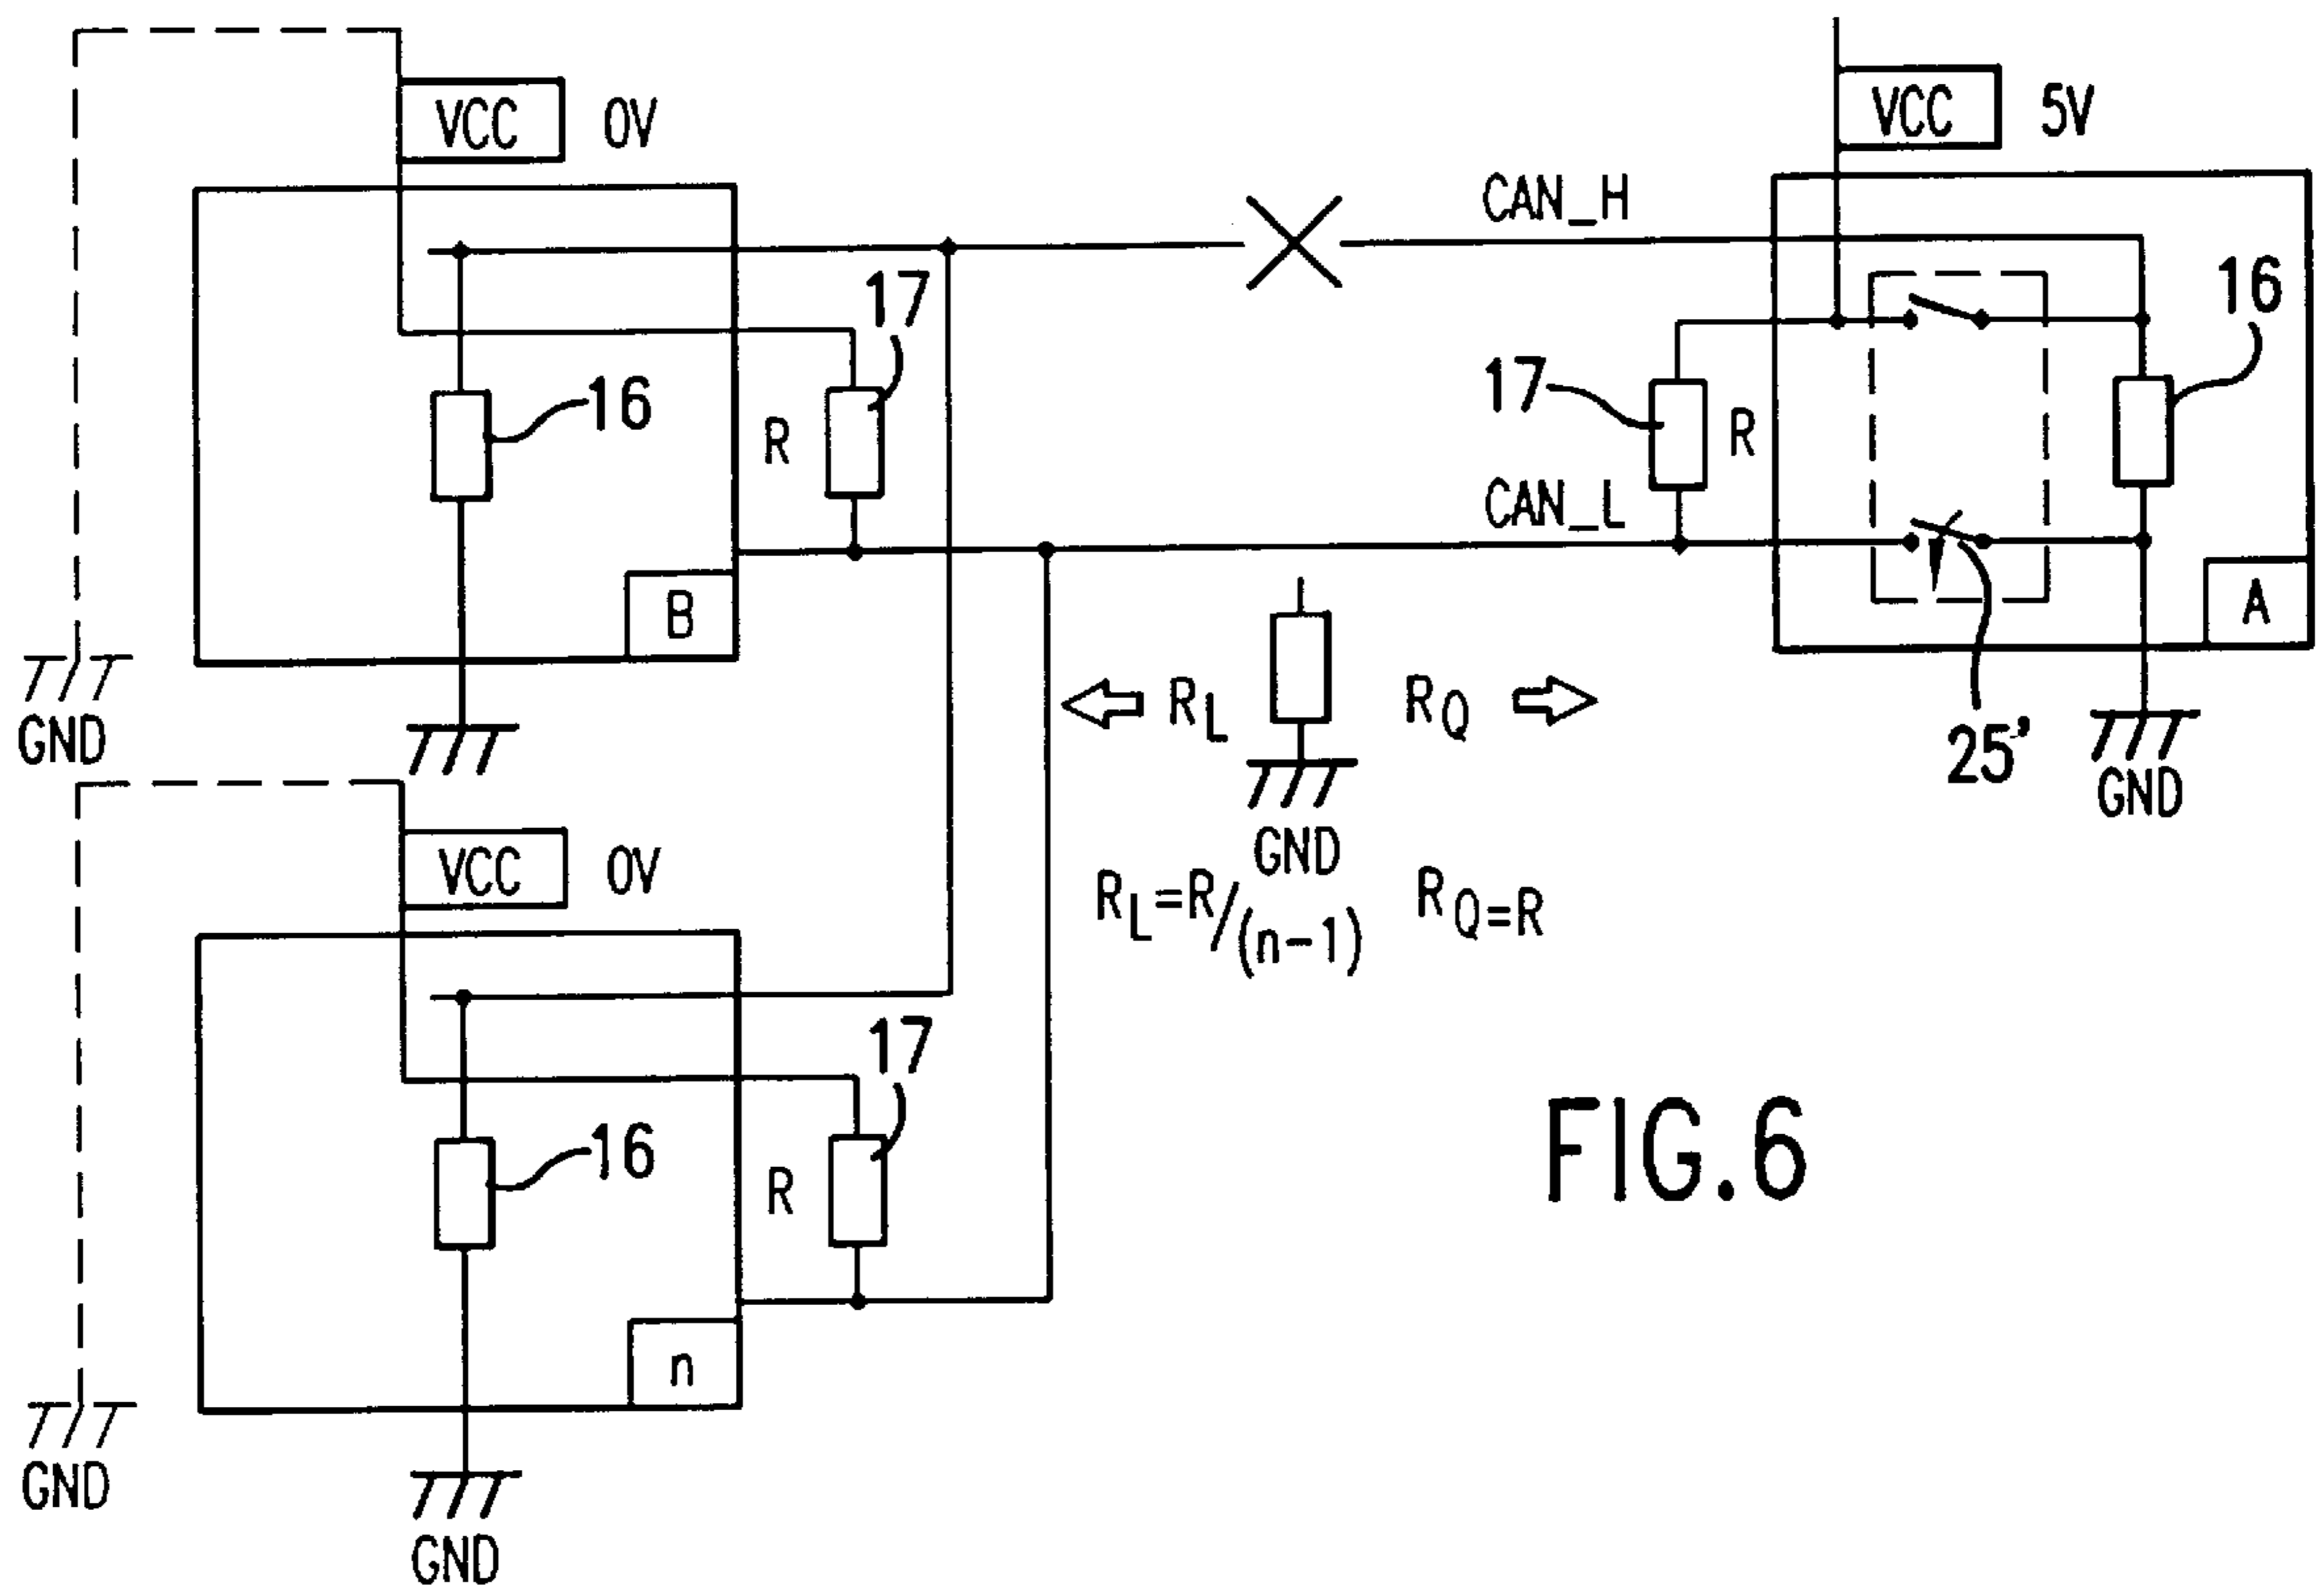 VCC 0V
VCC 5V
CAN_H
17
16
16
17
R
R
CAN_L
B
A
R_L
R_Q
GND
25'
GND
GND
VCC 0V
R_L=R/(n-1)
R_Q=R
17
16
R
FIG.6
n
GND
GND